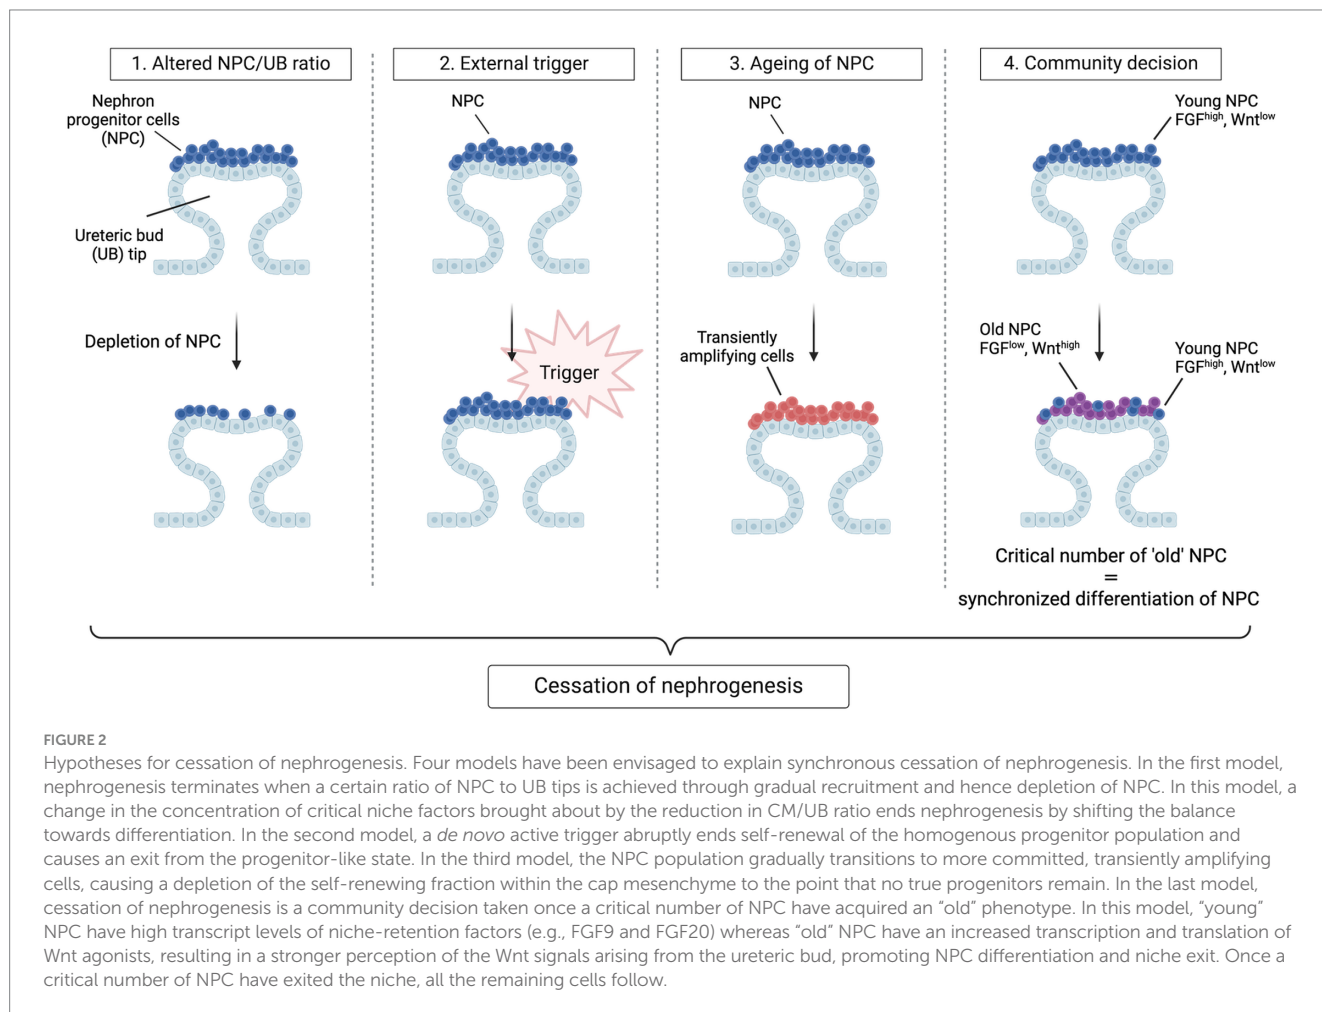 1. Altered NPC/UB ratio
Nephron
progenitor cells
(NPC)
Ureteric bud
(UB) tip
Depletion of NPC
2. External trigger
NPC
Trigger
3. Ageing of NPC
NPC
Transiently
amplifying cells
4. Community decision
Young NPC
FGFhigh, Wntlow
Old NPC
FGFlow, Wnthigh
Young NPC
FGFhigh, Wntlow
Critical number of 'old' NPC
=
synchronized differentiation of NPC
Cessation of nephrogenesis
FIGURE 2
Hypotheses for cessation of nephrogenesis. Four models have been envisaged to explain synchronous cessation of nephrogenesis. In the first model,
nephrogenesis terminates when a certain ratio of NPC to UB tips is achieved through gradual recruitment and hence depletion of NPC. In this model, a
change in the concentration of critical niche factors brought about by the reduction in CM/UB ratio ends nephrogenesis by shifting the balance
towards differentiation. In the second model, a de novo active trigger abruptly ends self-renewal of the homogenous progenitor population and
causes an exit from the progenitor-like state. In the third model, the NPC population gradually transitions to more committed, transiently amplifying
cells, causing a depletion of the self-renewing fraction within the cap mesenchyme to the point that no true progenitors remain. In the last model,
cessation of nephrogenesis is a community decision taken once a critical number of NPC have acquired an “old” phenotype. In this model, “young”
NPC have high transcript levels of niche-retention factors (e.g., FGF9 and FGF20) whereas “old” NPC have an increased transcription and translation of
Wnt agonists, resulting in a stronger perception of the Wnt signals arising from the ureteric bud, promoting NPC differentiation and niche exit. Once a
critical number of NPC have exited the niche, all the remaining cells follow.